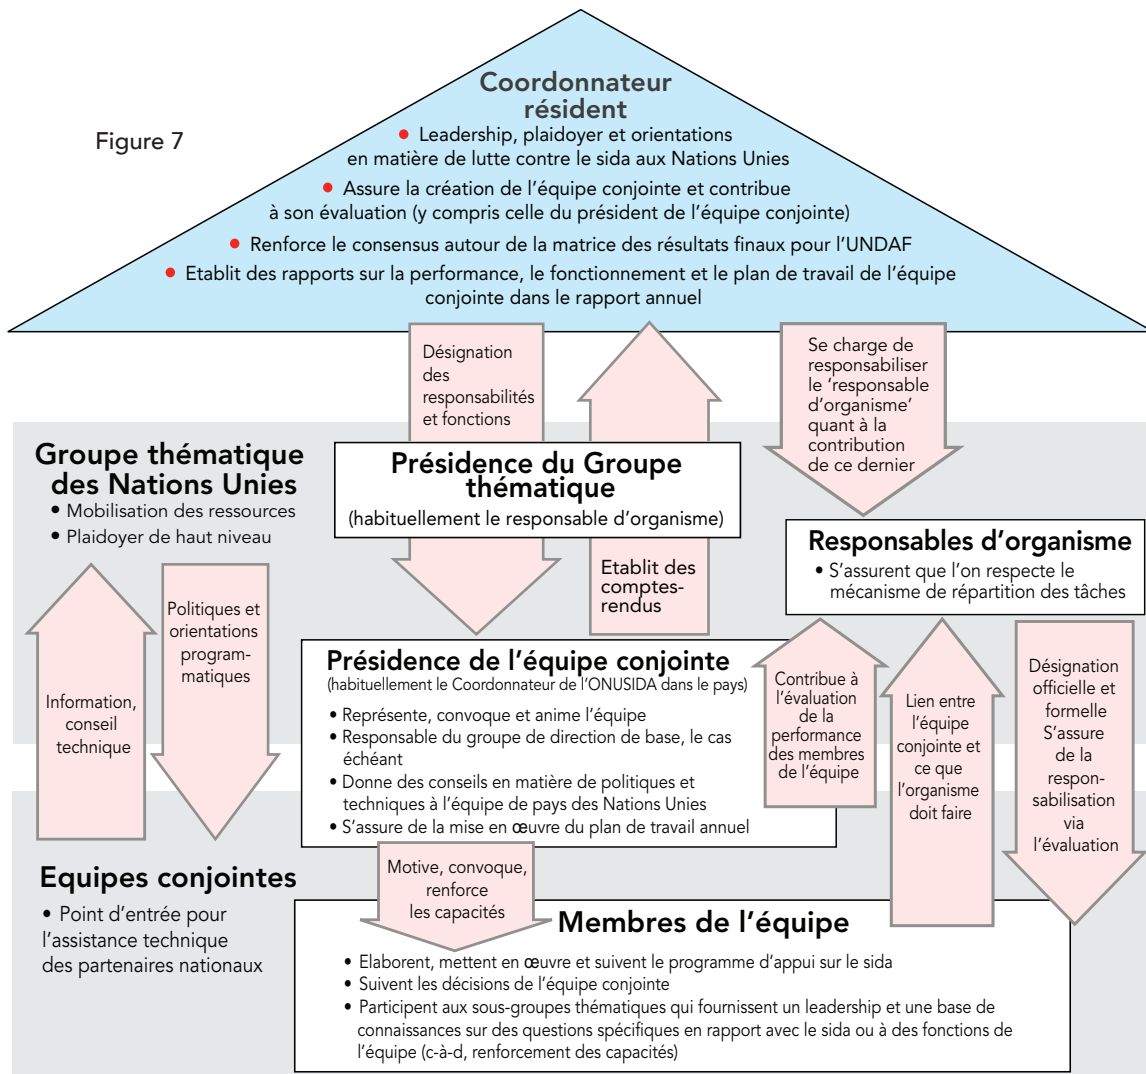 Figure 7
Coordonnateur
résident
• Leadership, plaidoyer et orientations
en matière de lutte contre le sida aux Nations Unies
• Assure la création de l'équipe conjointe et contribue
à son évaluation (y compris celle du président de l'équipe conjointe)
• Renforce le consensus autour de la matrice des résultats finaux pour l'UNDAF
• Etablit des rapports sur la performance, le fonctionnement et le plan de travail de l'équipe
conjointe dans le rapport annuel
Désignation
des
responsabilités
et fonctions
Se charge de
responsabiliser
le 'responsable
d'organisme'
quant à la
contribution
de ce dernier
Groupe thématique
des Nations Unies
• Mobilisation des ressources
• Plaidoyer de haut niveau
Présidence du Groupe
thématique
(habituellement le responsable d'organisme)
Responsables d'organisme
• S'assurent que l'on respecte le
mécanisme de répartition des tâches
Etablit des
comptes-
rendus
Information,
conseil
technique
Politiques et
orientations
program-
matiques
Présidence de l'équipe conjointe
(habituellement le Coordonnateur de l'ONUSIDA dans le pays)
• Représente, convoque et anime l'équipe
• Responsable du groupe de direction de base, le cas
échéant
• Donne des conseils en matière de politiques et
techniques à l'équipe de pays des Nations Unies
• S'assure de la mise en œuvre du plan de travail annuel
Contribue à
l'évaluation
de la
performance
des membres
de l'équipe
Lien entre
l'équipe
conjointe et
ce que
l'organisme
doit faire
Désignation
officielle et
formelle
S'assure
de la
respon-
sabilisation
via
l'évaluation
Equipes conjointes
• Point d'entrée pour
l'assistance technique
des partenaires nationaux
Motive, convoque,
renforce
les capacités
Membres de l'équipe
• Elaborent, mettent en œuvre et suivent le programme d'appui sur le sida
• Suivent les décisions de l'équipe conjointe
• Participent aux sous-groupes thématiques qui fournissent un leadership et une base de
connaissances sur des questions spécifiques en rapport avec le sida ou à des fonctions de
l'équipe (c-à-d, renforcement des capacités)